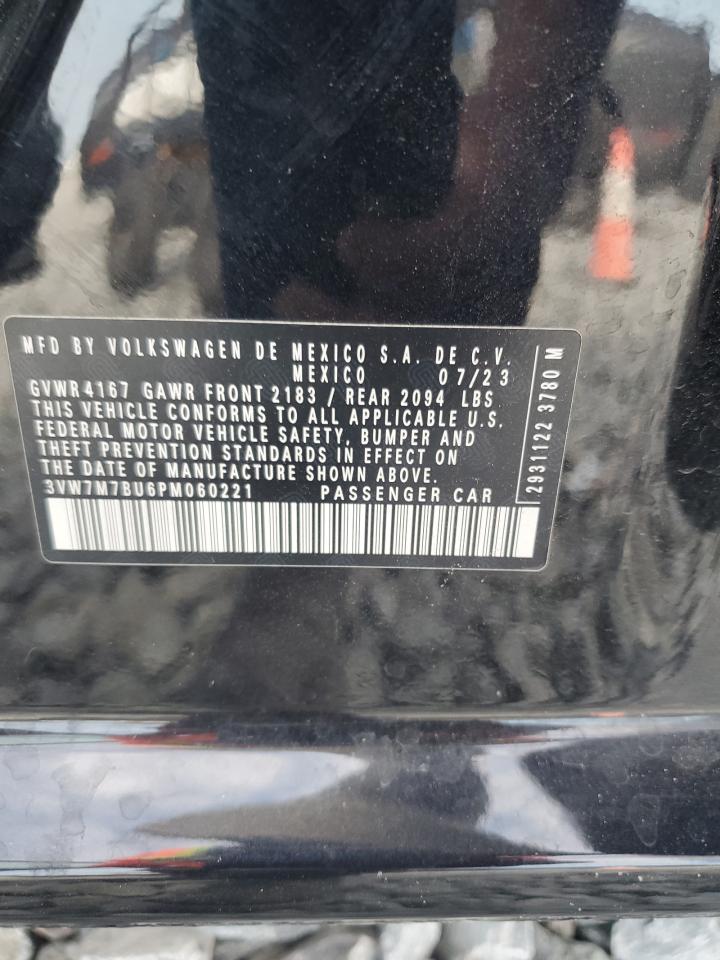 MFD BY VOLKSWAGEN DE MEXICO S.A. DE C.V.
MEXICO 07/23
GVWR 4167 GAWR FRONT 2183 / REAR 2094 LBS
THIS VEHICLE CONFORMS TO ALL APPLICABLE U.S.
FEDERAL MOTOR VEHICLE SAFETY, BUMPER AND
THEFT PREVENTION STANDARDS IN EFFECT ON
THE DATE OF MANUFACTURE SHOWN ABOVE.
3VW7M7BU6PM060221 PASSENGER CAR
2931122 3780 M